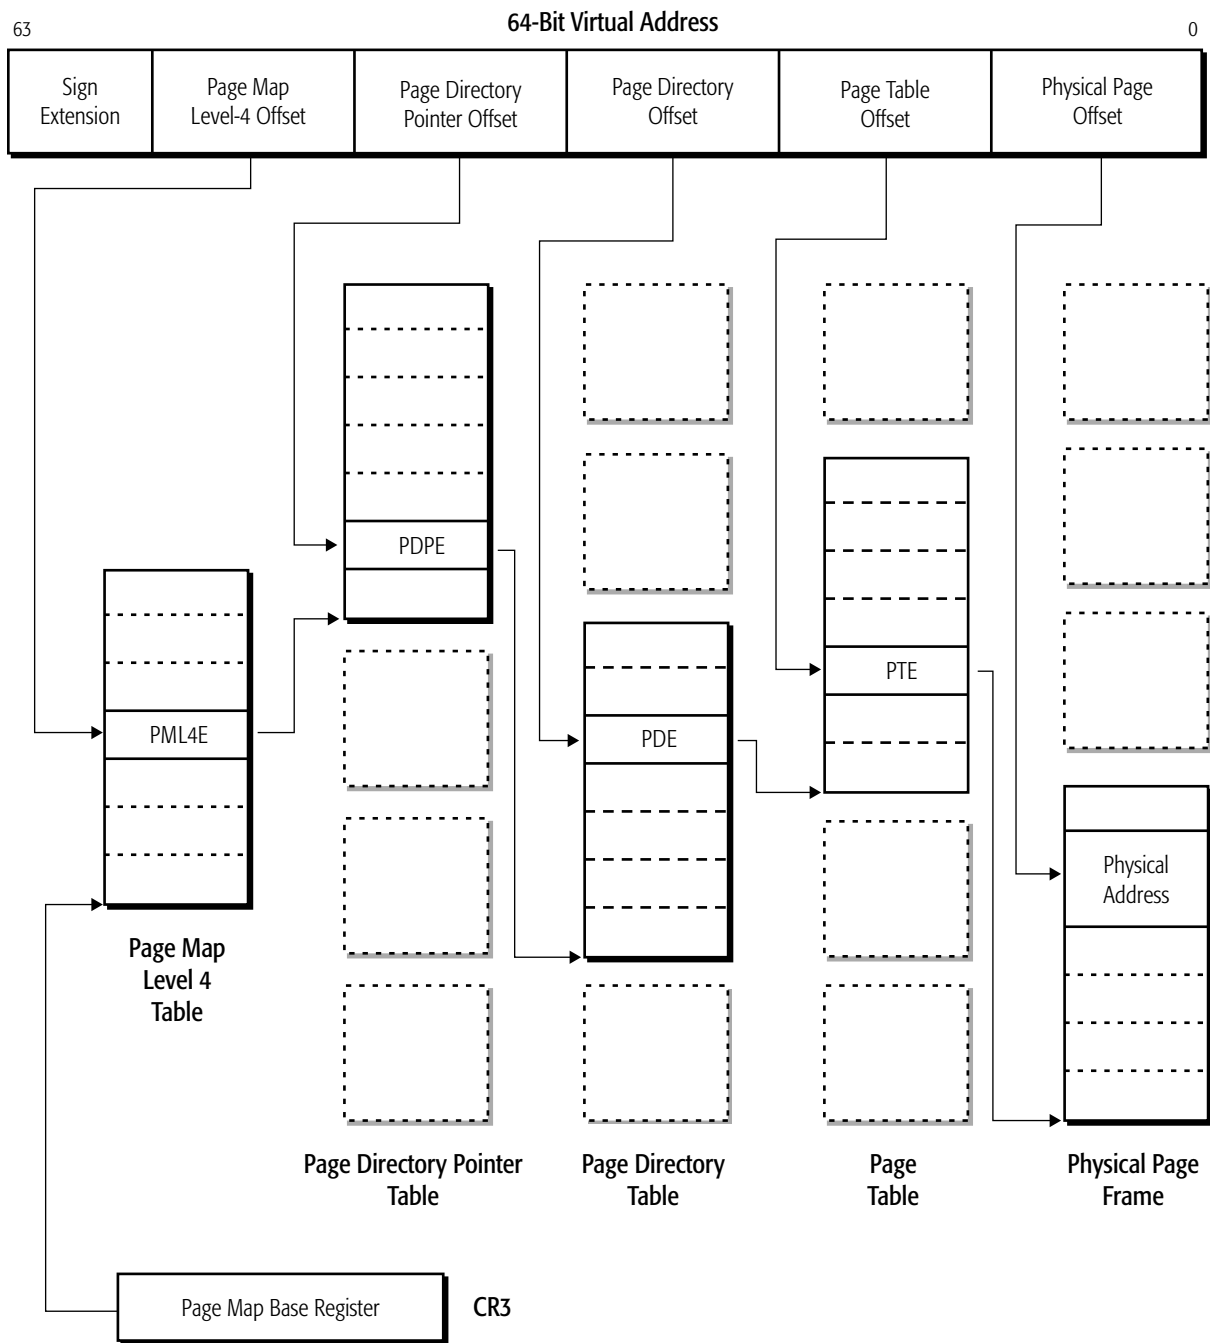 64-Bit Virtual Address
63
0
Sign
Extension
Page Map
Level-4 Offset
Page Directory
Pointer Offset
Page Directory
Offset
Page Table
Offset
Physical Page
Offset
PDPE
PML4E
PDE
PTE
Physical
Address
Page Map
Level 4
Table
Page Directory Pointer
Table
Page Directory
Table
Page
Table
Physical Page
Frame
Page Map Base Register
CR3